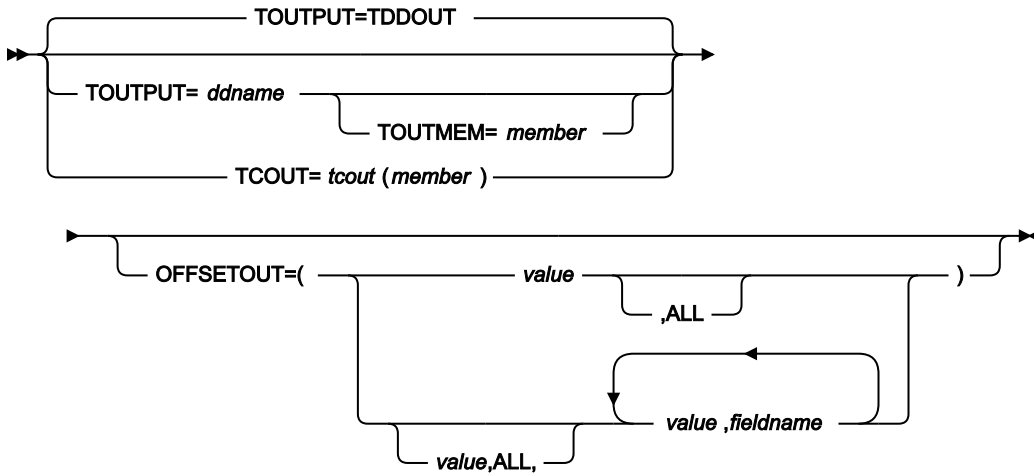 TOUTPUT=TDDOUT
TOUTPUT= ddname
TOUTMEM= member
TCOUT= tcout (member )
OFFSETOUT=( value )
,ALL
value ,fieldname
value,ALL,